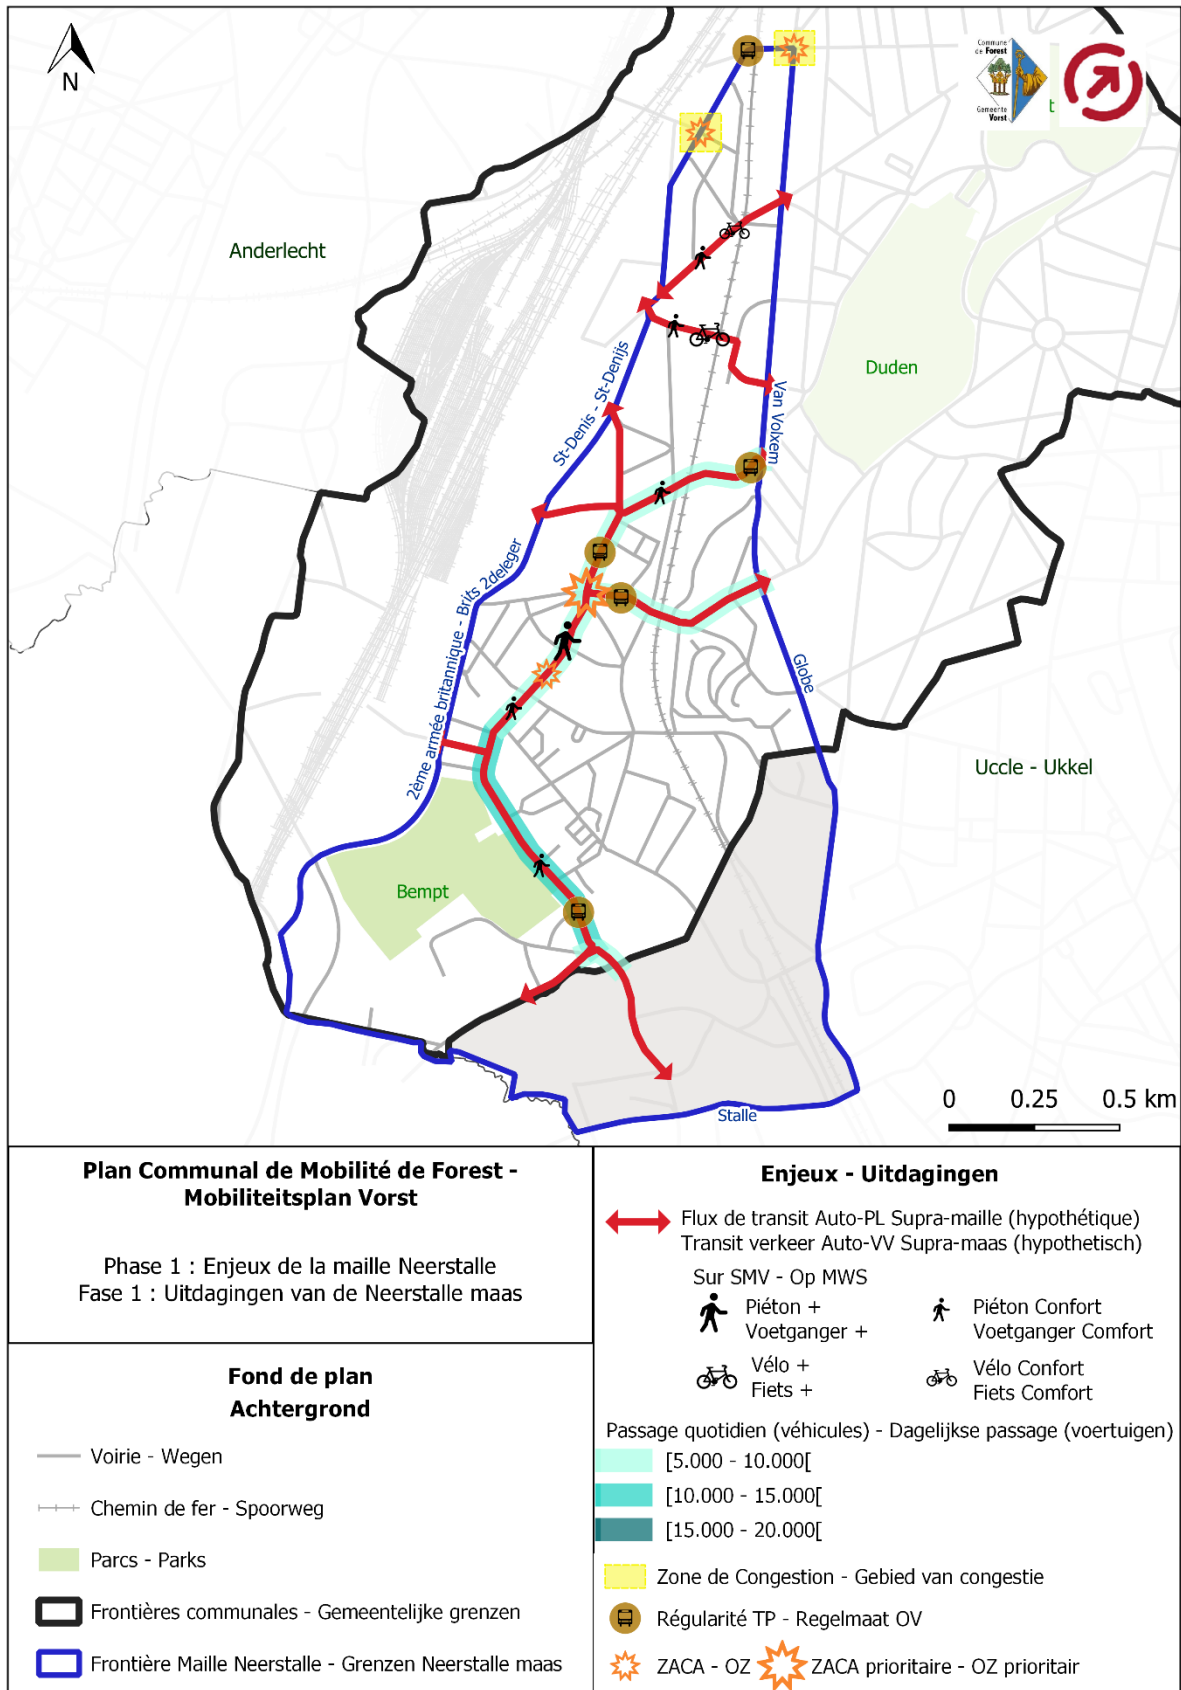 N
Commune
de Forest
Gemeente
Vorst
t
Anderlecht
Duden
St-Denis - St-Denijs
Van Volxem
2ème armée britannique - Brits 2deleger
Globe
Uccle - Ukkel
Bempt
Stalle
0 0.25 0.5 km
Plan Communal de Mobilité de Forest -
Mobiliteitsplan Vorst
Phase 1 : Enjeux de la maille Neerstalle
Fase 1 : Uitdagingen van de Neerstalle maas
Fond de plan
Achtergrond
Voirie - Wegen
Chemin de fer - Spoorweg
Parcs - Parks
Frontières communales - Gemeentelijke grenzen
Frontière Maille Neerstalle - Grenzen Neerstalle maas
Enjeux - Uitdagingen
Flux de transit Auto-PL Supra-maille (hypothétique)
Transit verkeer Auto-VV Supra-maas (hypothetisch)
Sur SMV - Op MWS
Piéton +
Voetganger +
Piéton Confort
Voetganger Comfort
Vélo +
Fiets +
Vélo Confort
Fiets Comfort
Passage quotidien (véhicules) - Dagelijkse passage (voertuigen)
[5.000 - 10.000[
[10.000 - 15.000[
[15.000 - 20.000[
Zone de Congestion - Gebied van congestie
Régularité TP - Regelmaat OV
ZACA - OZ
ZACA prioritaire - OZ prioritair